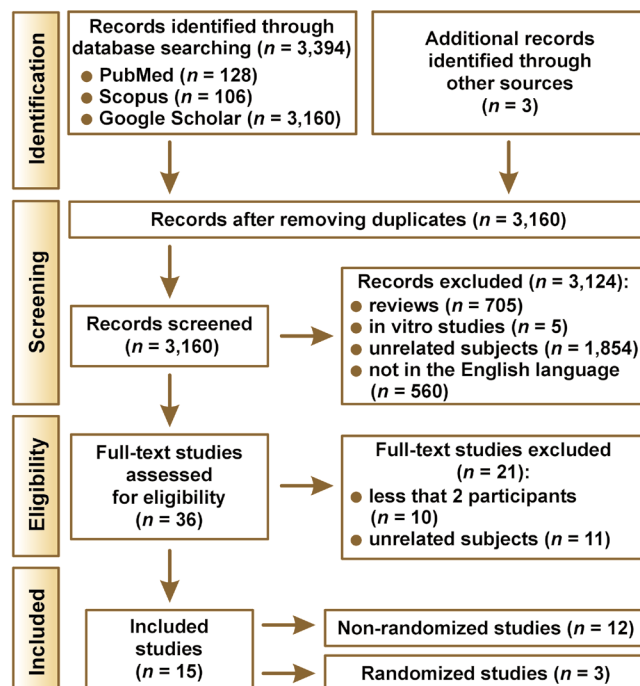 Identification
Records identified through
database searching (n = 3,394)
● PubMed (n = 128)
● Scopus (n = 106)
● Google Scholar (n = 3,160)
Additional records
identified through
other sources
(n = 3)
Screening
Records after removing duplicates (n = 3,160)
Records screened
(n = 3,160)
Records excluded (n = 3,124):
● reviews (n = 705)
● in vitro studies (n = 5)
● unrelated subjects (n = 1,854)
● not in the English language
(n = 560)
Eligibility
Full-text studies
assessed
for eligibility
(n = 36)
Full-text studies excluded
(n = 21):
● less that 2 participants
(n = 10)
● unrelated subjects (n = 11)
Included
Included
studies
(n = 15)
Non-randomized studies (n = 12)
Randomized studies (n = 3)